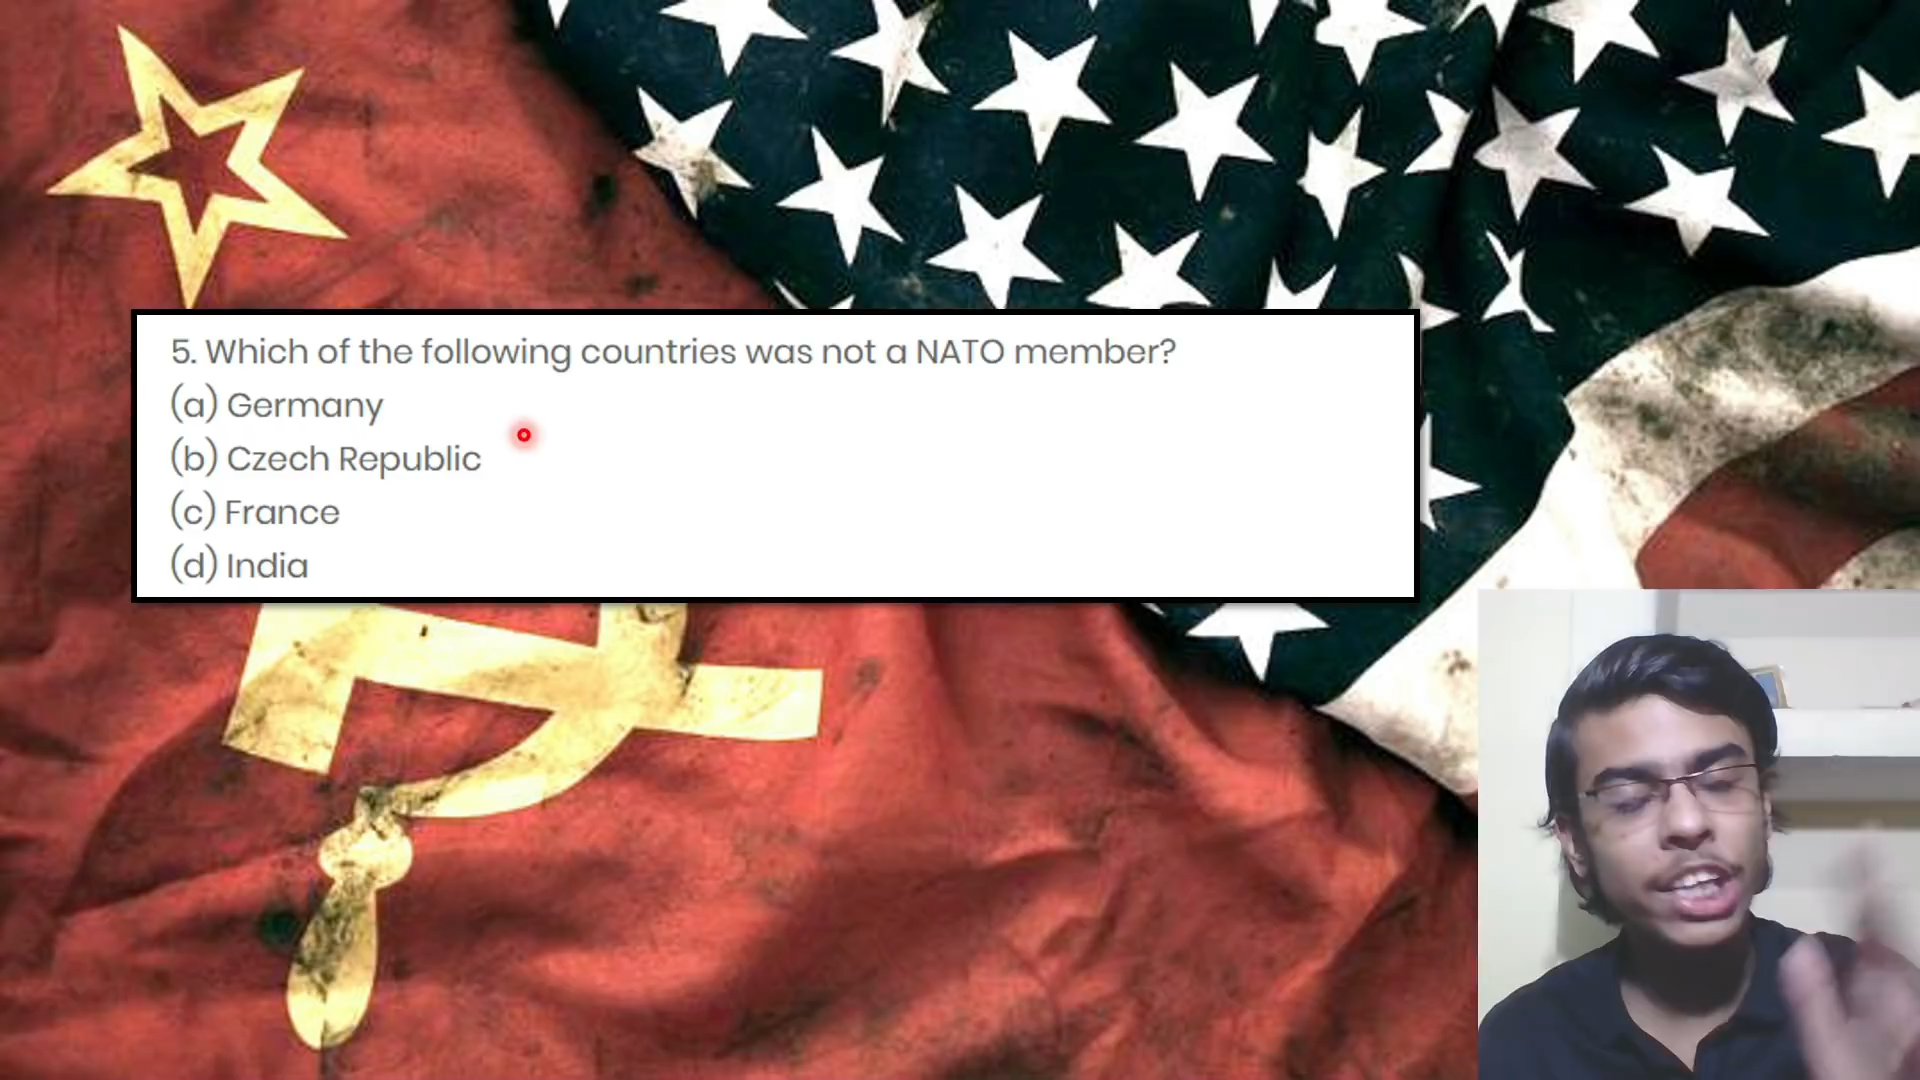 5. Which of the following countries was not a NATO member?
(a) Germany
(b) Czech Republic
(c) France
(d) India